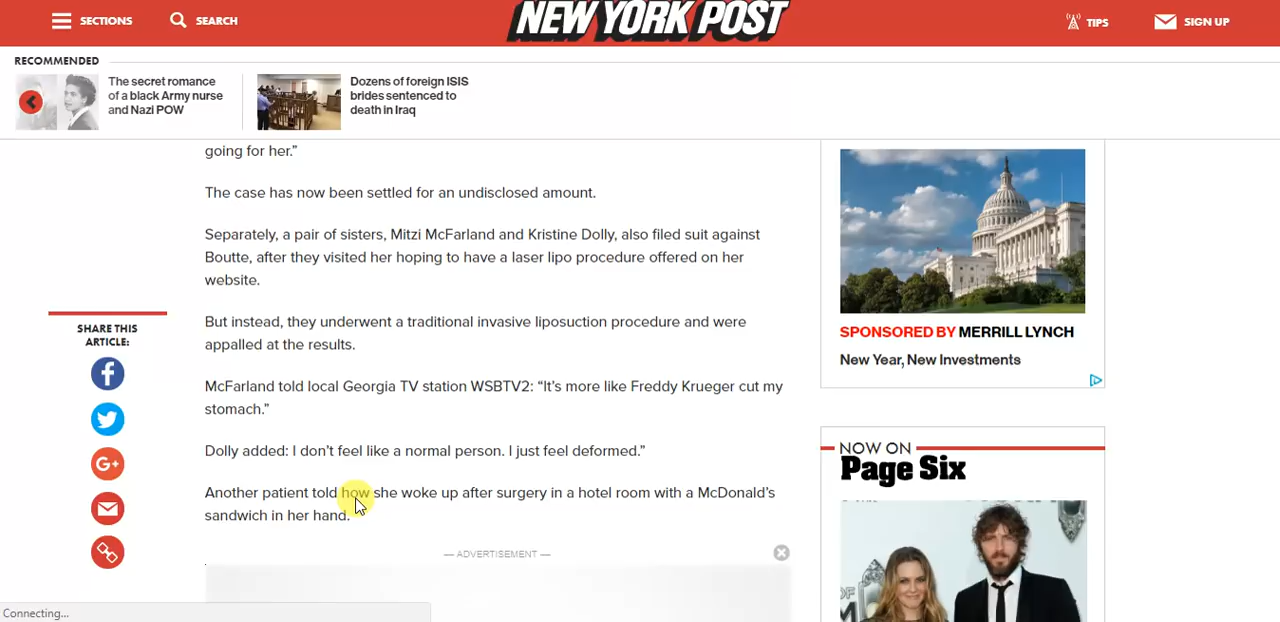 SECTIONS
SEARCH
NEW YORK POST
TIPS
SIGN UP
RECOMMENDED
The secret romance
of a black Army nurse
and Nazi POW
Dozens of foreign ISIS
brides sentenced to
death in Iraq
going for her.”
The case has now been settled for an undisclosed amount.
Separately, a pair of sisters, Mitzi McFarland and Kristine Dolly, also filed suit against
Boutte, after they visited her hoping to have a laser lipo procedure offered on her
website.
But instead, they underwent a traditional invasive liposuction procedure and were
appalled at the results.
McFarland told local Georgia TV station WSBTV2: “It’s more like Freddy Krueger cut my
stomach.”
Dolly added: I don’t feel like a normal person. I just feel deformed.”
Another patient told how she woke up after surgery in a hotel room with a McDonald’s
sandwich in her hand.
— ADVERTISEMENT —
SHARE THIS
ARTICLE:
f
G+
SPONSORED BY MERRILL LYNCH
New Year, New Investments
NOW ON
Page Six
Connecting...